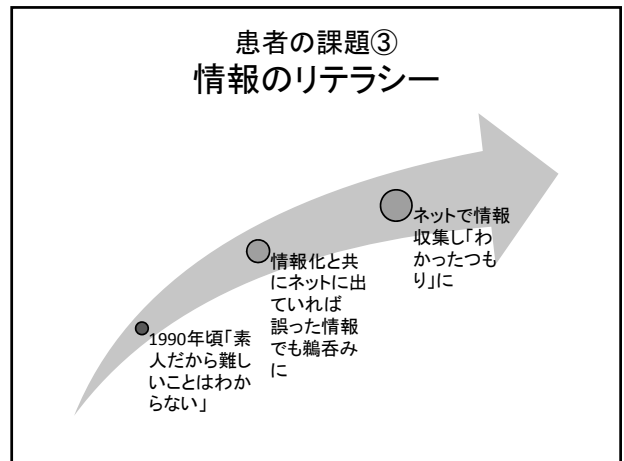 患者の課題③
情報のリテラシー
ネットで情報
収集し「わ
かったつも
り」に
情報化と共
にネットに出
ていれば
誤った情報
でも鵜呑み
に
1990年頃「素
人だから難し
いことはわか
らない」